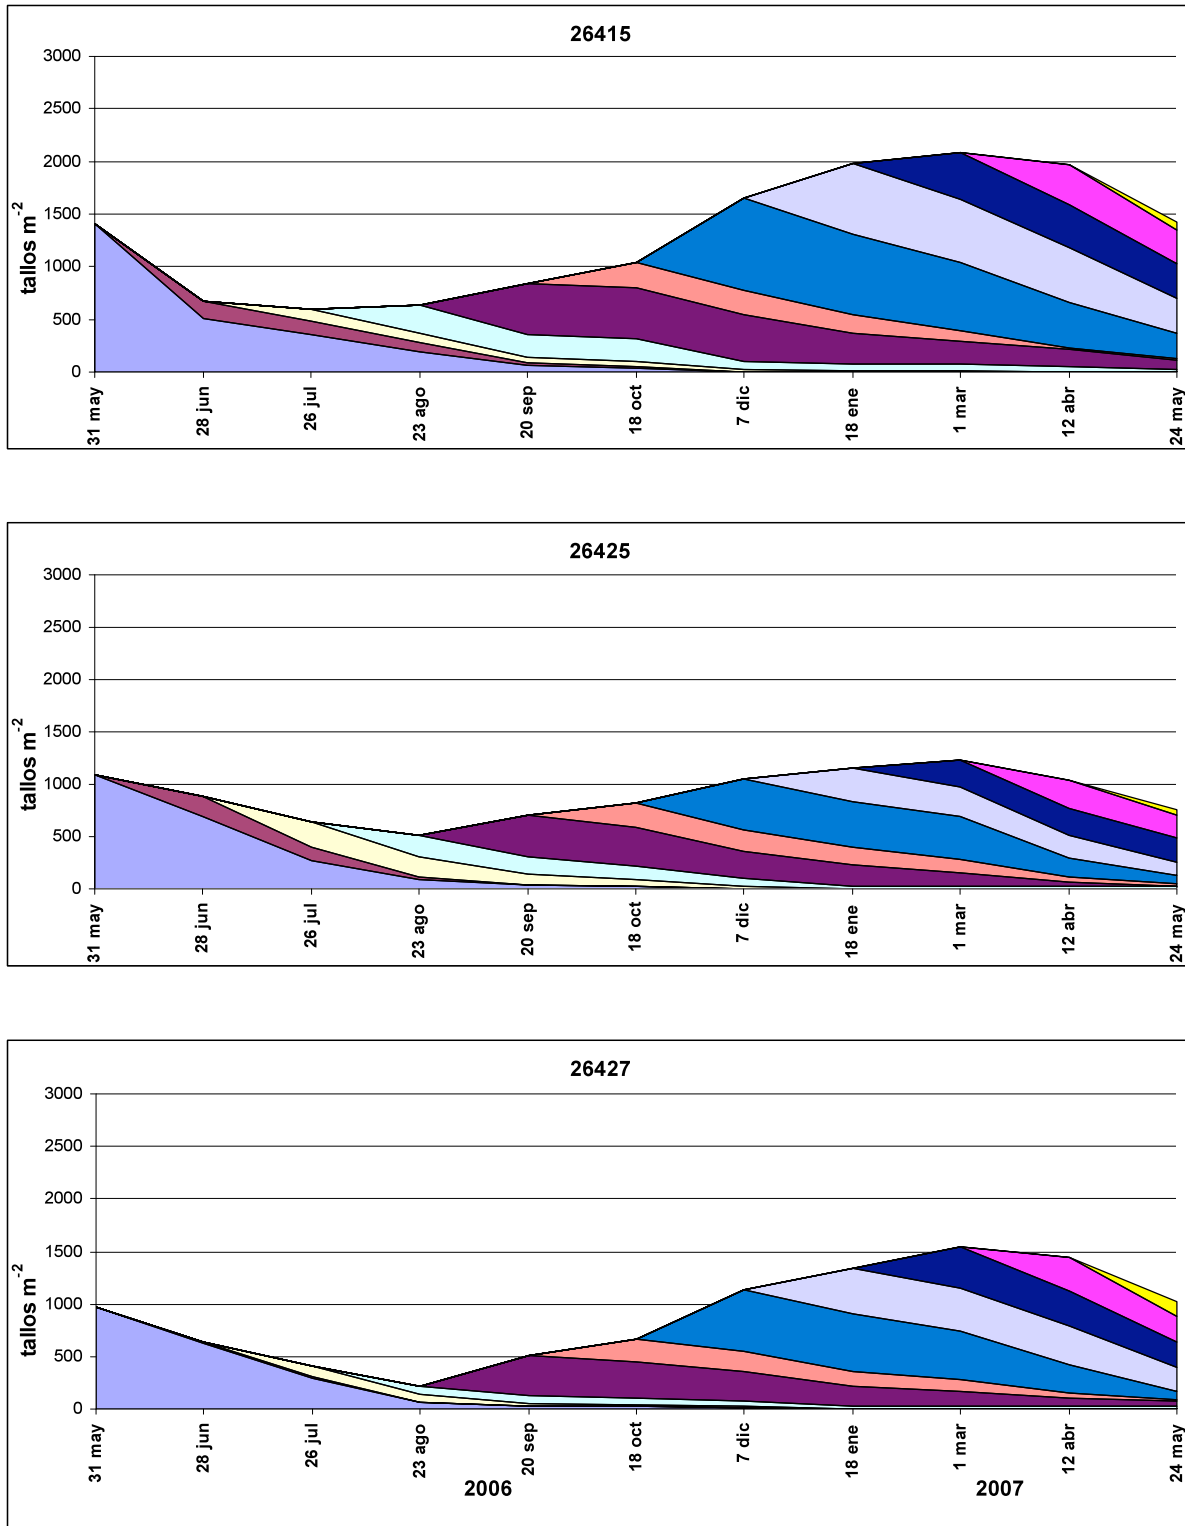 26415
3000
2500
2000
1500
1000
500
0
tallos m⁻²
31 may
28 jun
26 jul
23 ago
20 sep
18 oct
7 dic
18 ene
1 mar
12 abr
24 may
26425
3000
2500
2000
1500
1000
500
0
tallos m⁻²
31 may
28 jun
26 jul
23 ago
20 sep
18 oct
7 dic
18 ene
1 mar
12 abr
24 may
26427
3000
2500
2000
1500
1000
500
0
tallos m⁻²
31 may
28 jun
26 jul
23 ago
20 sep
18 oct
7 dic
18 ene
1 mar
12 abr
24 may
2006 2007